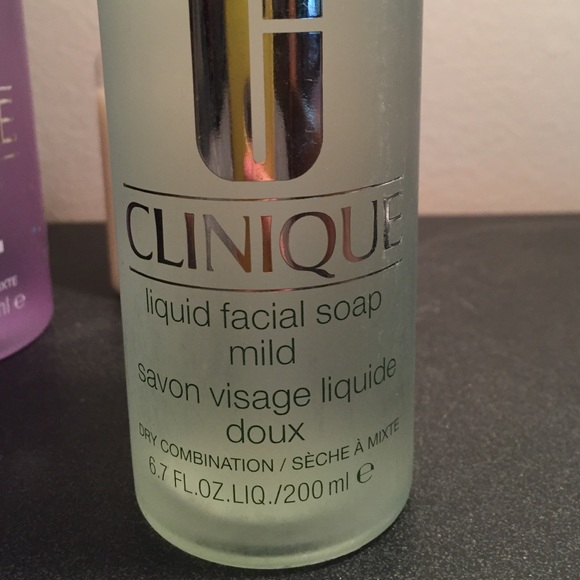 CLINIQUE
liquid facial soap
mild
savon visage liquide
doux
DRY COMBINATION / SÈCHE À MIXTE
6.7 FL.OZ.LIQ./200 ml e